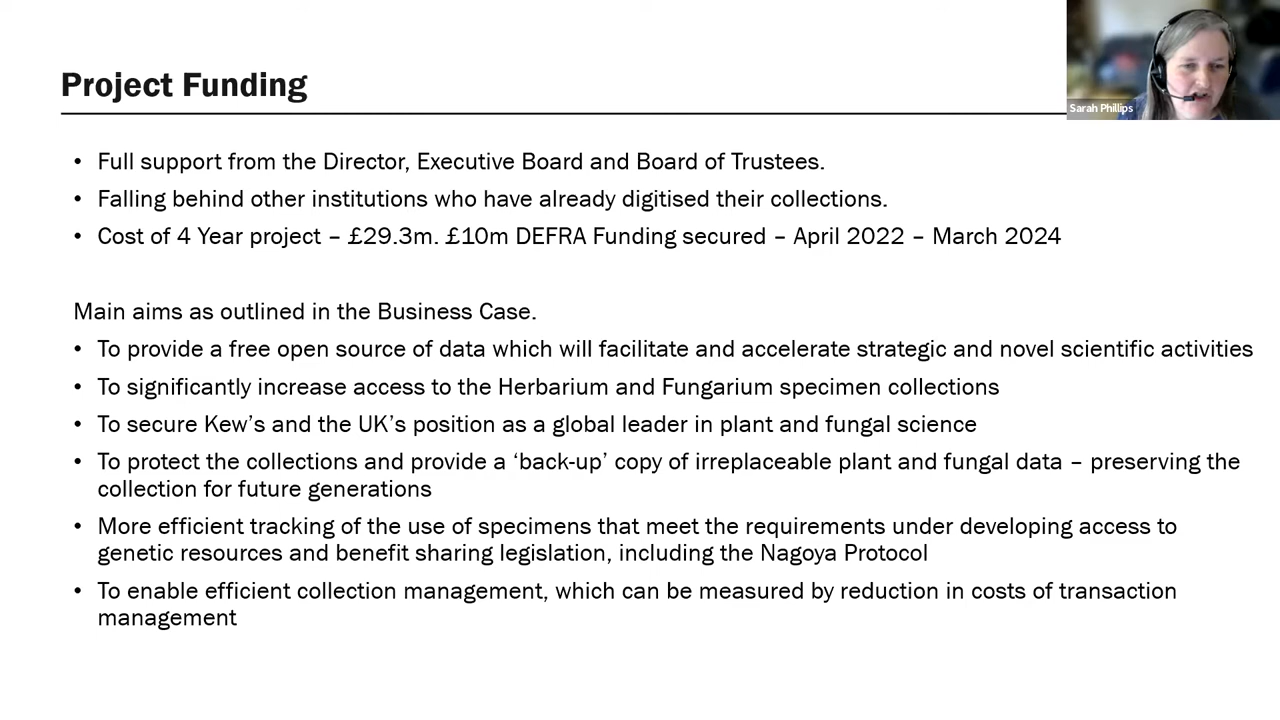 Project Funding
Sarah Phillips
• Full support from the Director, Executive Board and Board of Trustees.
• Falling behind other institutions who have already digitised their collections.
• Cost of 4 Year project – £29.3m. £10m DEFRA Funding secured – April 2022 – March 2024
Main aims as outlined in the Business Case.
• To provide a free open source of data which will facilitate and accelerate strategic and novel scientific activities
• To significantly increase access to the Herbarium and Fungarium specimen collections
• To secure Kew’s and the UK’s position as a global leader in plant and fungal science
• To protect the collections and provide a ‘back-up’ copy of irreplaceable plant and fungal data – preserving the
collection for future generations
• More efficient tracking of the use of specimens that meet the requirements under developing access to
genetic resources and benefit sharing legislation, including the Nagoya Protocol
• To enable efficient collection management, which can be measured by reduction in costs of transaction
management